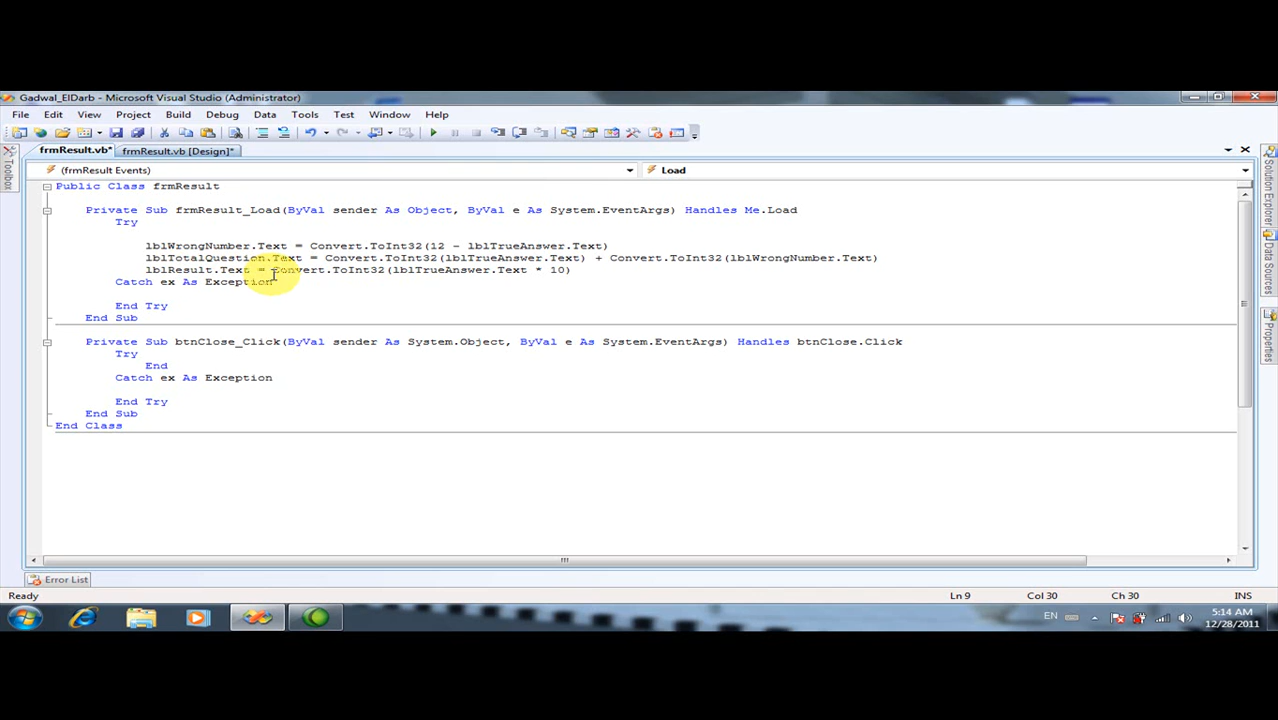 Gadwal_ElDarb - Microsoft Visual Studio (Administrator)
File Edit View Project Build Debug Data Tools Test Window Help
frmResult.vb* frmResult.vb [Design]*
Toolbox
(frmResult Events) Load
Public Class frmResult
Private Sub frmResult_Load(ByVal sender As Object, ByVal e As System.EventArgs) Handles Me.Load
Try
lblWrongNumber.Text = Convert.ToInt32(12 - lblTrueAnswer.Text)
lblTotalQuestion.Text = Convert.ToInt32(lblTrueAnswer.Text) + Convert.ToInt32(lblWrongNumber.Text)
lblResult.Text = Convert.ToInt32(lblTrueAnswer.Text * 10)
Catch ex As Exception
End Try
End Sub
Private Sub btnClose_Click(ByVal sender As System.Object, ByVal e As System.EventArgs) Handles btnClose.Click
Try
End
Catch ex As Exception
End Try
End Sub
End Class
Solution Explorer
Data Sources
Properties
Error List
Ready Ln 9 Col 30 Ch 30 INS
EN 5:14 AM
12/28/2011